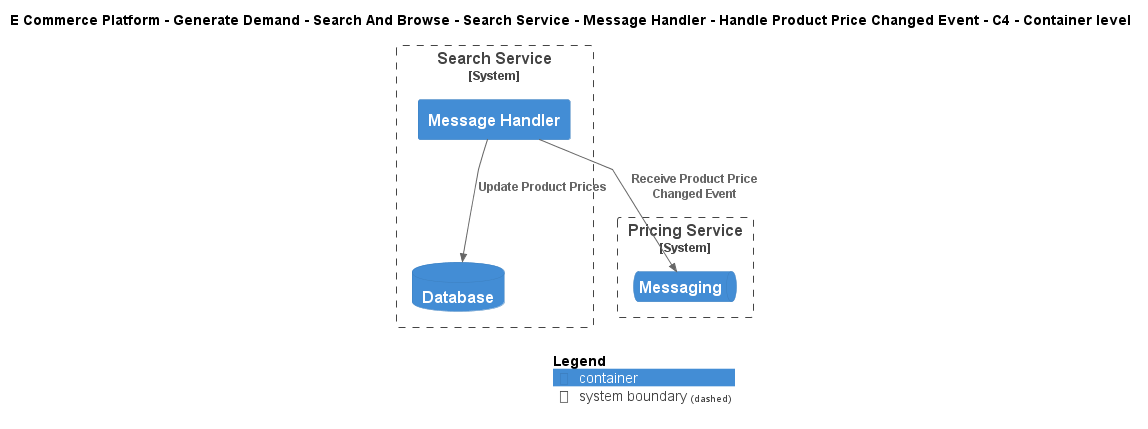 E Commerce Platform - Generate Demand - Search And Browse - Search Service - Message Handler - Handle Product Price Changed Event - C4 - Container level
Search Service
[System]
Message Handler
Update Product Prices
Receive Product Price
Changed Event
Pricing Service
[System]
Messaging
Database
Legend
container
system boundary (dashed)